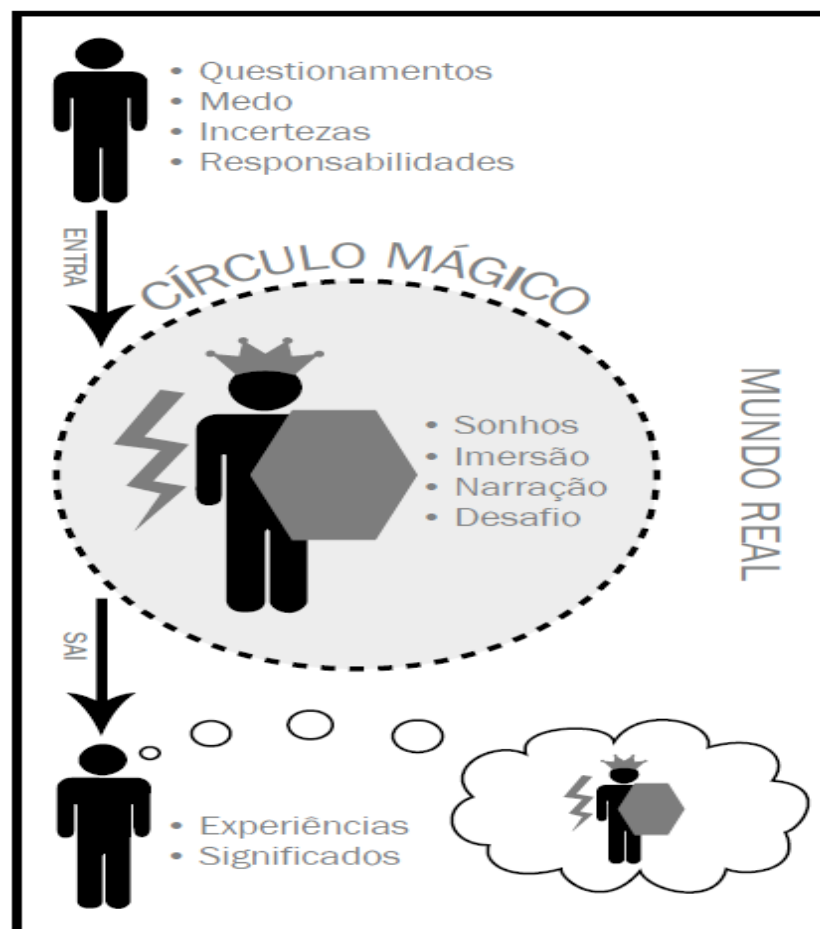 • Questionamentos
• Medo
• Incertezas
• Responsabilidades
ENTRA
CÍRCULO MÁGICO
• Sonhos
• Imersão
• Narração
• Desafio
MUNDO REAL
SAI
• Experiências
• Significados